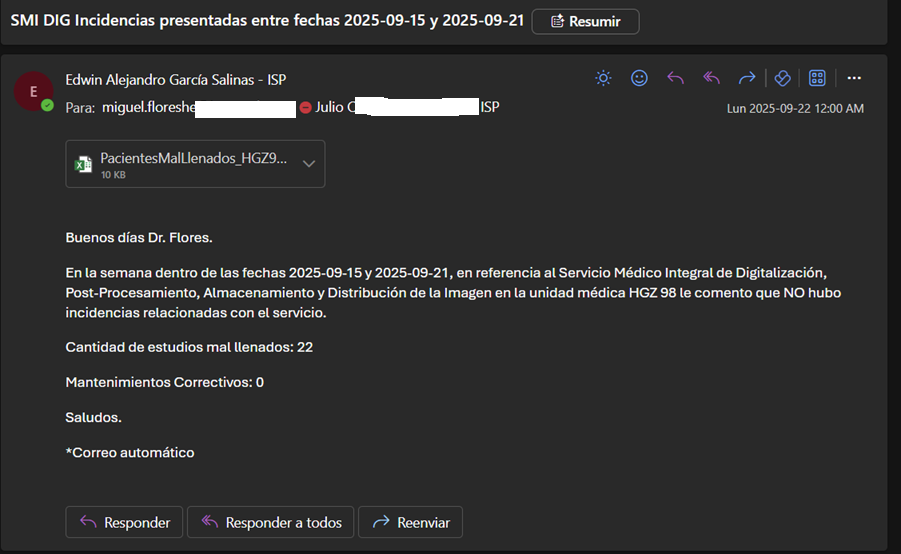 SMI DIG Incidencias presentadas entre fechas 2025-09-15 y 2025-09-21 Resumir
E
Edwin Alejandro García Salinas - ISP
Para: miguel.floreshe Julio ISP
Lun 2025-09-22 12:00 AM
PacientesMalLlenados_HGZ9...
10 KB
Buenos días Dr. Flores.
En la semana dentro de las fechas 2025-09-15 y 2025-09-21, en referencia al Servicio Médico Integral de Digitalización,
Post-Procesamiento, Almacenamiento y Distribución de la Imagen en la unidad médica HGZ 98 le comento que NO hubo
incidencias relacionadas con el servicio.
Cantidad de estudios mal llenados: 22
Mantenimientos Correctivos: 0
Saludos.
*Correo automático
Responder Responder a todos Reenviar